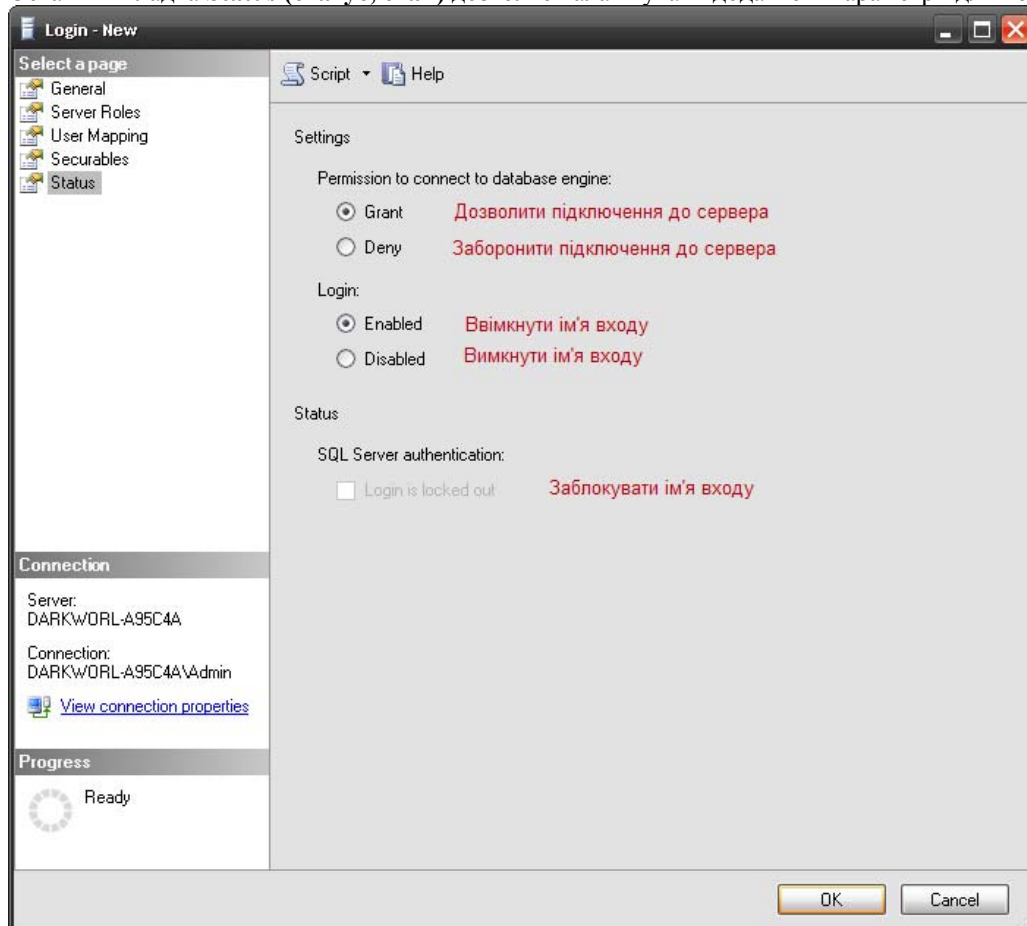 Login - New
Select a page
General
Server Roles
User Mapping
Securables
Status
Script Help
Settings
Permission to connect to database engine:
Grant Дозволити підключення до сервера
Deny Заборонити підключення до сервера
Login:
Enabled Ввімкнути ім'я входу
Disabled Вимкнути ім'я входу
Status
SQL Server authentication:
Login is locked out Заблокувати ім'я входу
Connection
Server:
DARKWORL-A95C4A
Connection:
DARKWORL-A95C4A\Admin
View connection properties
Progress
Ready
OK Cancel